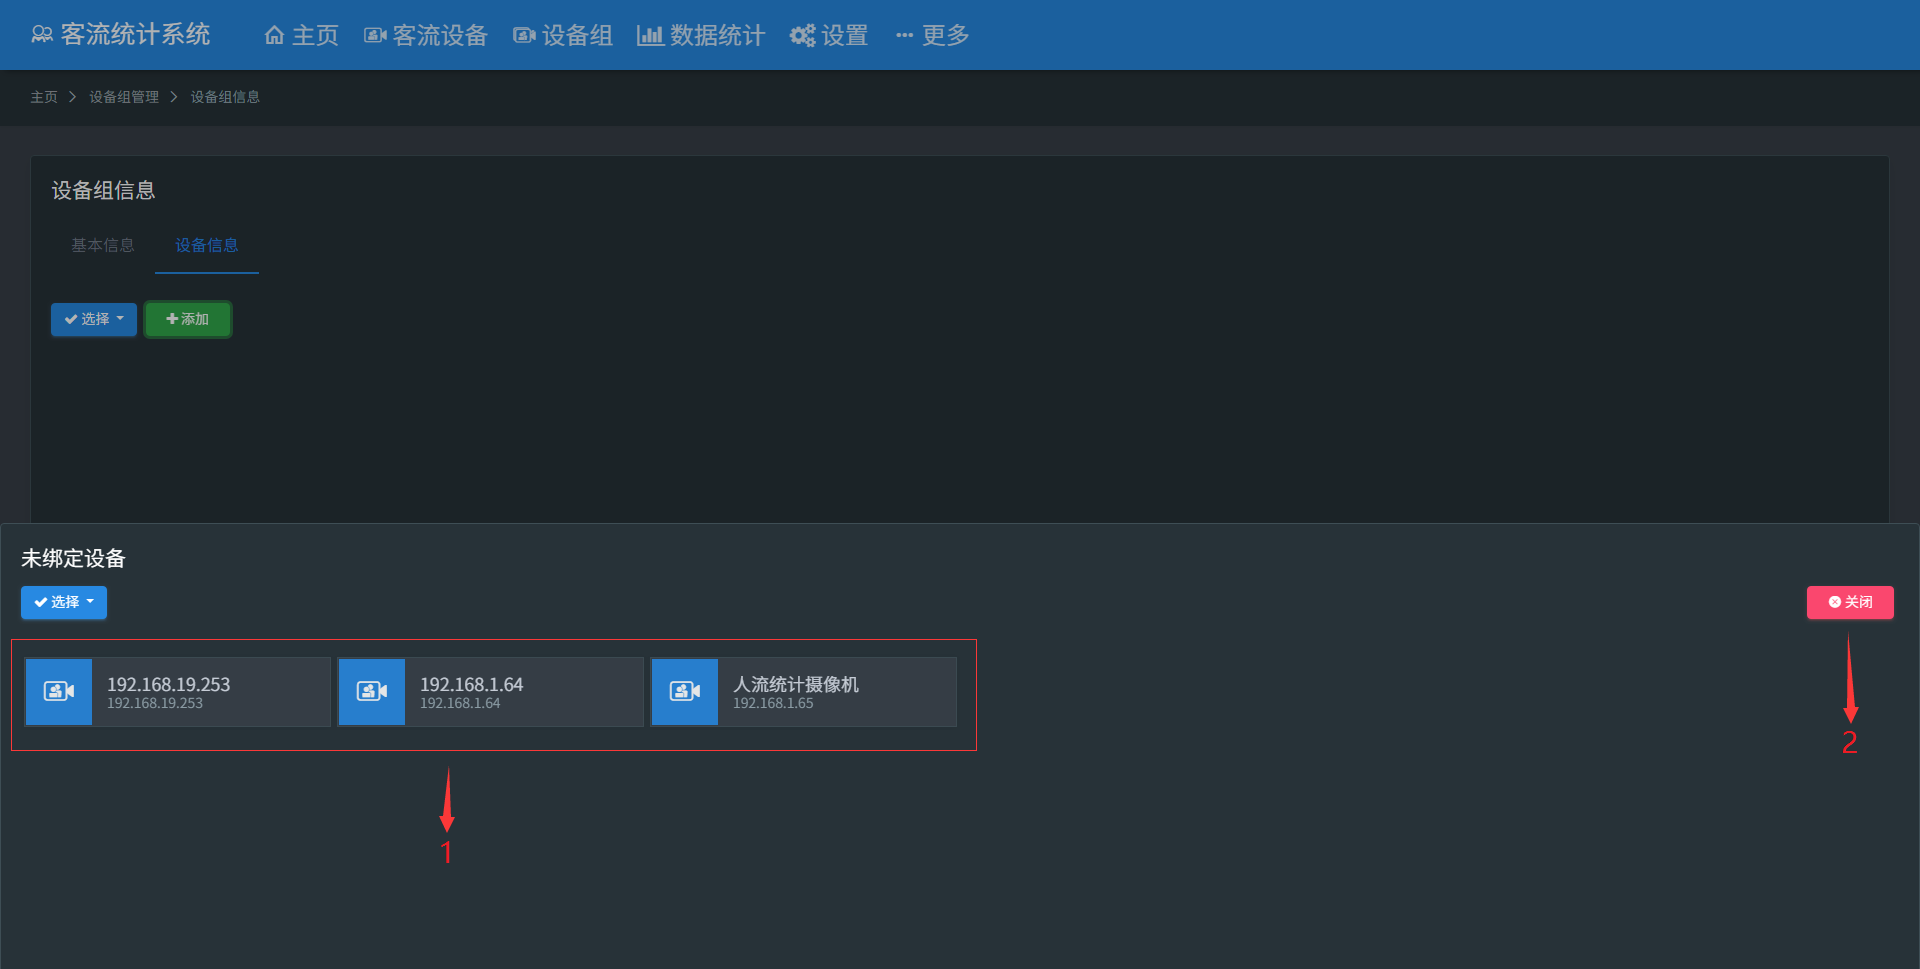 客流统计系统 主页 客流设备 设备组 数据统计 设置 更多
主页 设备组管理 设备组信息
设备组信息
基本信息 设备信息
选择 添加
未绑定设备
选择 关闭
192.168.19.253
192.168.19.253
192.168.1.64
192.168.1.64
人流统计摄像机
192.168.1.65
2
1